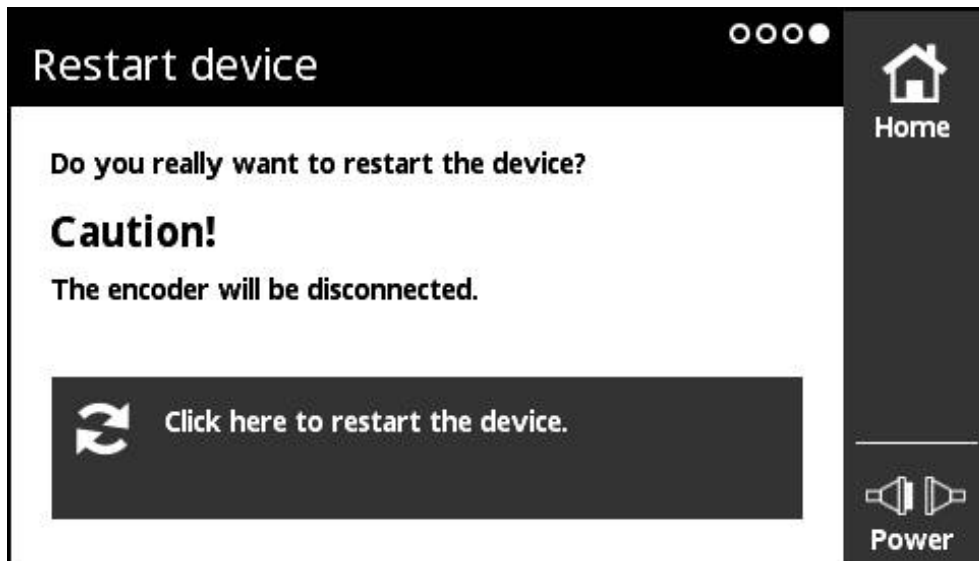 Restart device
Home
Do you really want to restart the device?
Caution!
The encoder will be disconnected.
Click here to restart the device.
Power